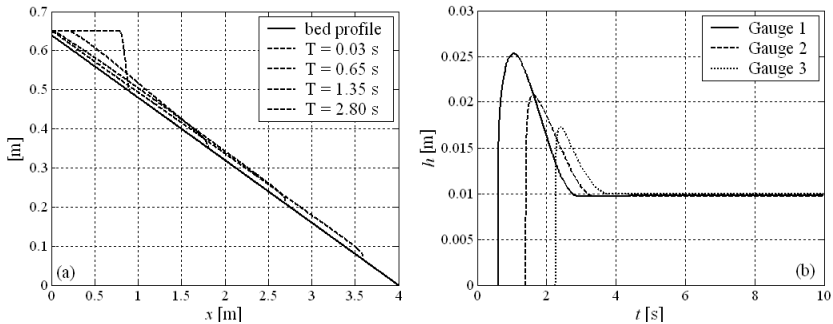 0.7
0.6
0.5
0.4
0.3
0.2
0.1
0
[m]
bed profile
T = 0.03 s
T = 0.65 s
T = 1.35 s
T = 2.80 s
(a)
0 0.5 1 1.5 2 2.5 3 3.5 4
x [m]
0.03
0.025
0.02
0.015
0.01
0.005
0
h [m]
Gauge 1
Gauge 2
Gauge 3
(b)
0 2 4 6 8 10
t [s]